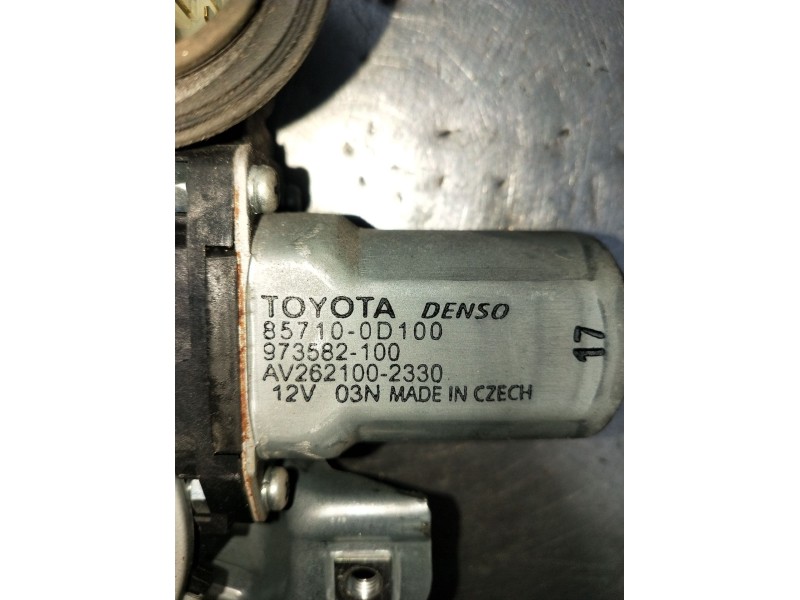 TOYOTA DENSO
85710-0D100
973582-100
AV262100-2330
12V 03N MADE IN CZECH
17